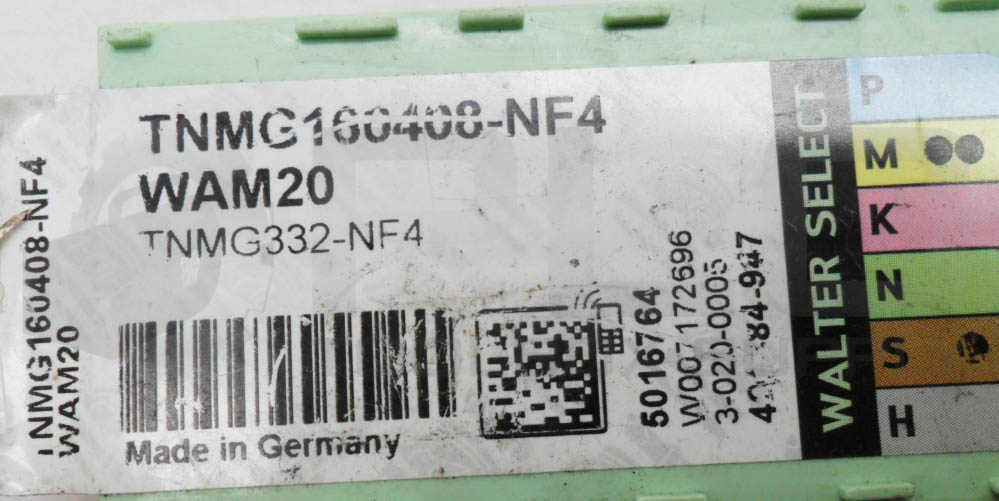 TNMG160408-NF4
WAM20
TNMG160408-NF4
WAM20
TNMG332-NF4
Made in Germany
5016764
W007172696
3-020-0005
WALTER SELECT
P
M
K
N
S
H